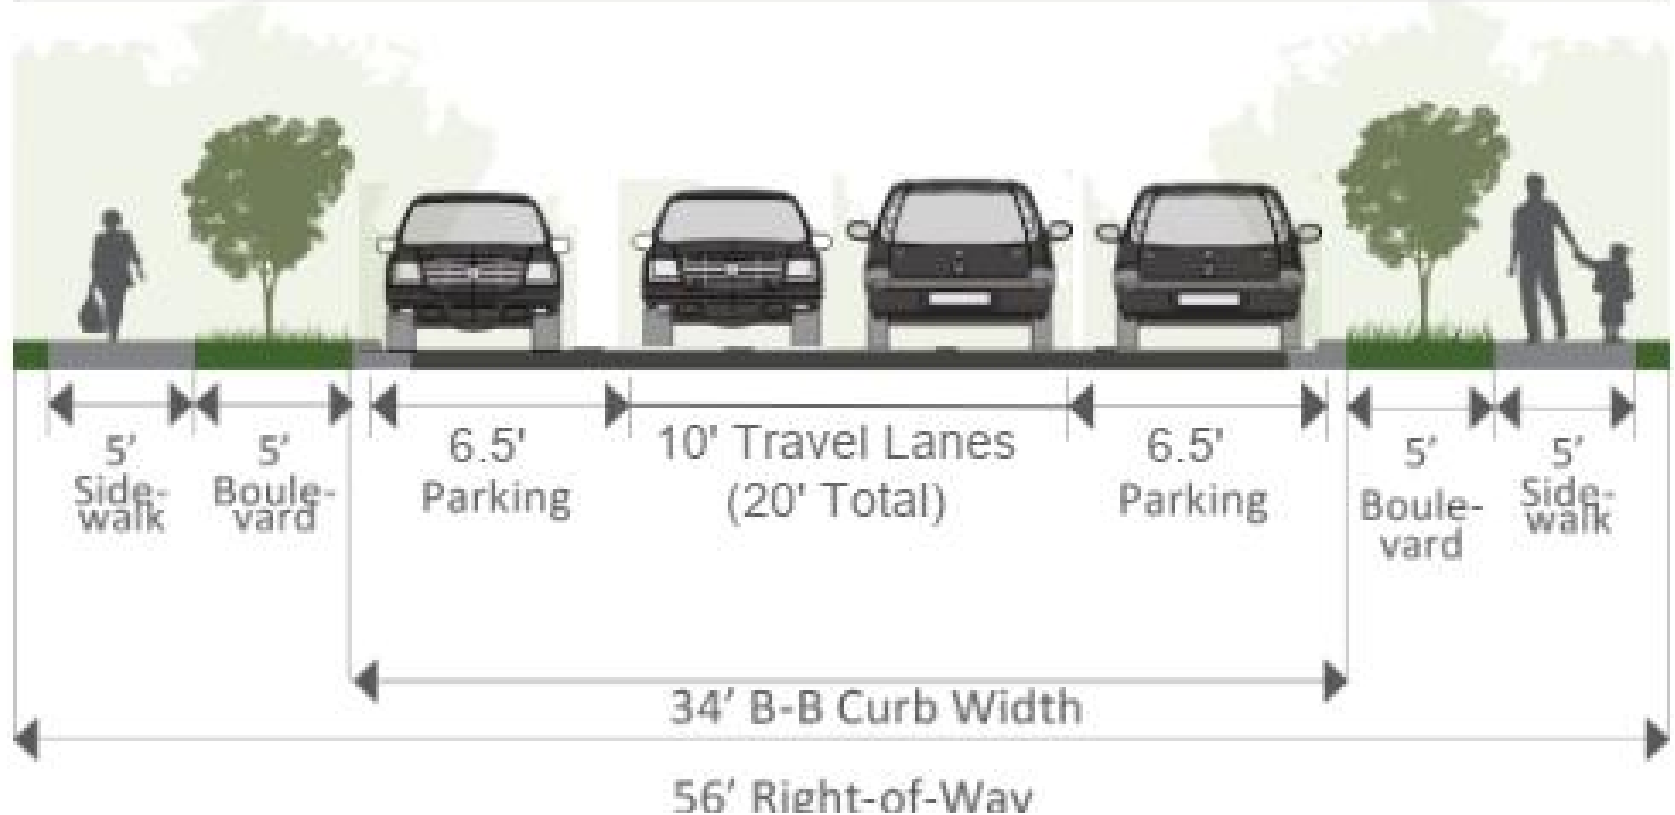 5’
Side-
walk
5’
Boule-
vard
6.5'
Parking
10' Travel Lanes
(20' Total)
6.5'
Parking
5’
Boule-
vard
5’
Side-
walk
34’ B-B Curb Width
56’ Right-of-Way